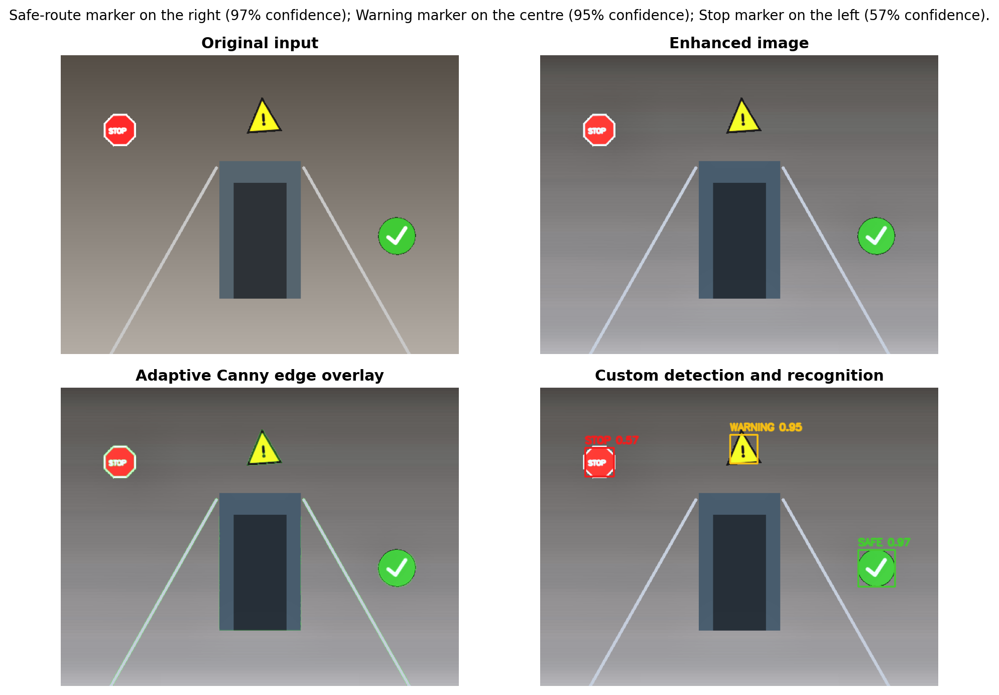 Safe-route marker on the right (97% confidence); Warning marker on the centre (95% confidence); Stop marker on the left (57% confidence).
Original input
Enhanced image
!
STOP
!
STOP
Adaptive Canny edge overlay
Custom detection and recognition
!
STOP
WARNING 0.95
STOP 0.57
!
STOP
SAFE 0.97